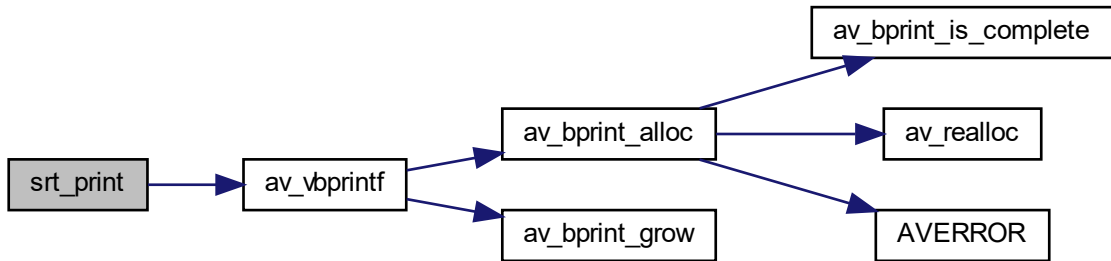 srt_print
av_vbprintf
av_bprint_alloc
av_bprint_grow
av_bprint_is_complete
av_realloc
AVERROR